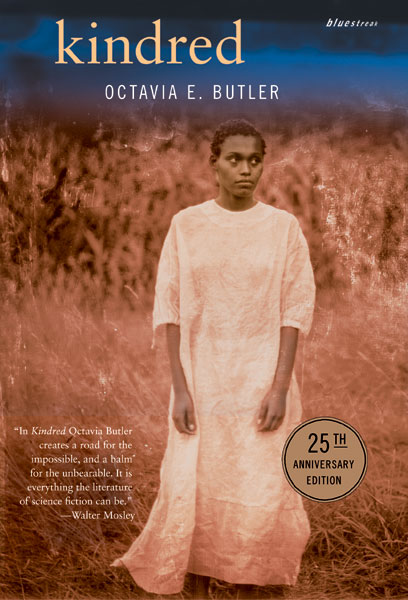 bluestreak
kindred
OCTAVIA E. BUTLER
“In Kindred Octavia Butler
creates a road for the
impossible, and a balm
for the unbearable. It is
everything the literature
of science fiction can be.”
—Walter Mosley
25TH
ANNIVERSARY
EDITION